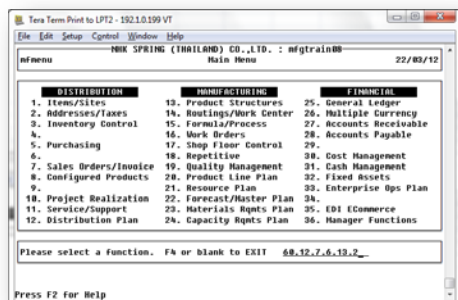 Tera Term Print to LPT2 - 192.1.0.199 VT
File Edit Setup Control Window Help
NHK SPRING (THAILAND) CO.,LTD. : mfgtrain08
mfmenu Main Menu 22/03/12
DISTRIBUTION MANUFACTURING FINANCIAL
1. Items/Sites 13. Product Structures 25. General Ledger
2. Addresses/Taxes 14. Routings/Work Center 26. Multiple Currency
3. Inventory Control 15. Formula/Process 27. Accounts Receivable
4. 16. Work Orders 28. Accounts Payable
5. Purchasing 17. Shop Floor Control 29.
6. 18. Repetitive 30. Cost Management
7. Sales Orders/Invoice 19. Quality Management 31. Cash Management
8. Configured Products 20. Product Line Plan 32. Fixed Assets
9. 21. Resource Plan 33. Enterprise Ops Plan
10. Project Realization 22. Forecast/Master Plan 34.
11. Service/Support 23. Materials Rqmts Plan 35. EDI ECommerce
12. Distribution Plan 24. Capacity Rqmts Plan 36. Manager Functions
Please select a function. F4 or blank to EXIT 60.12.7.6.13.2_
Press F2 for Help